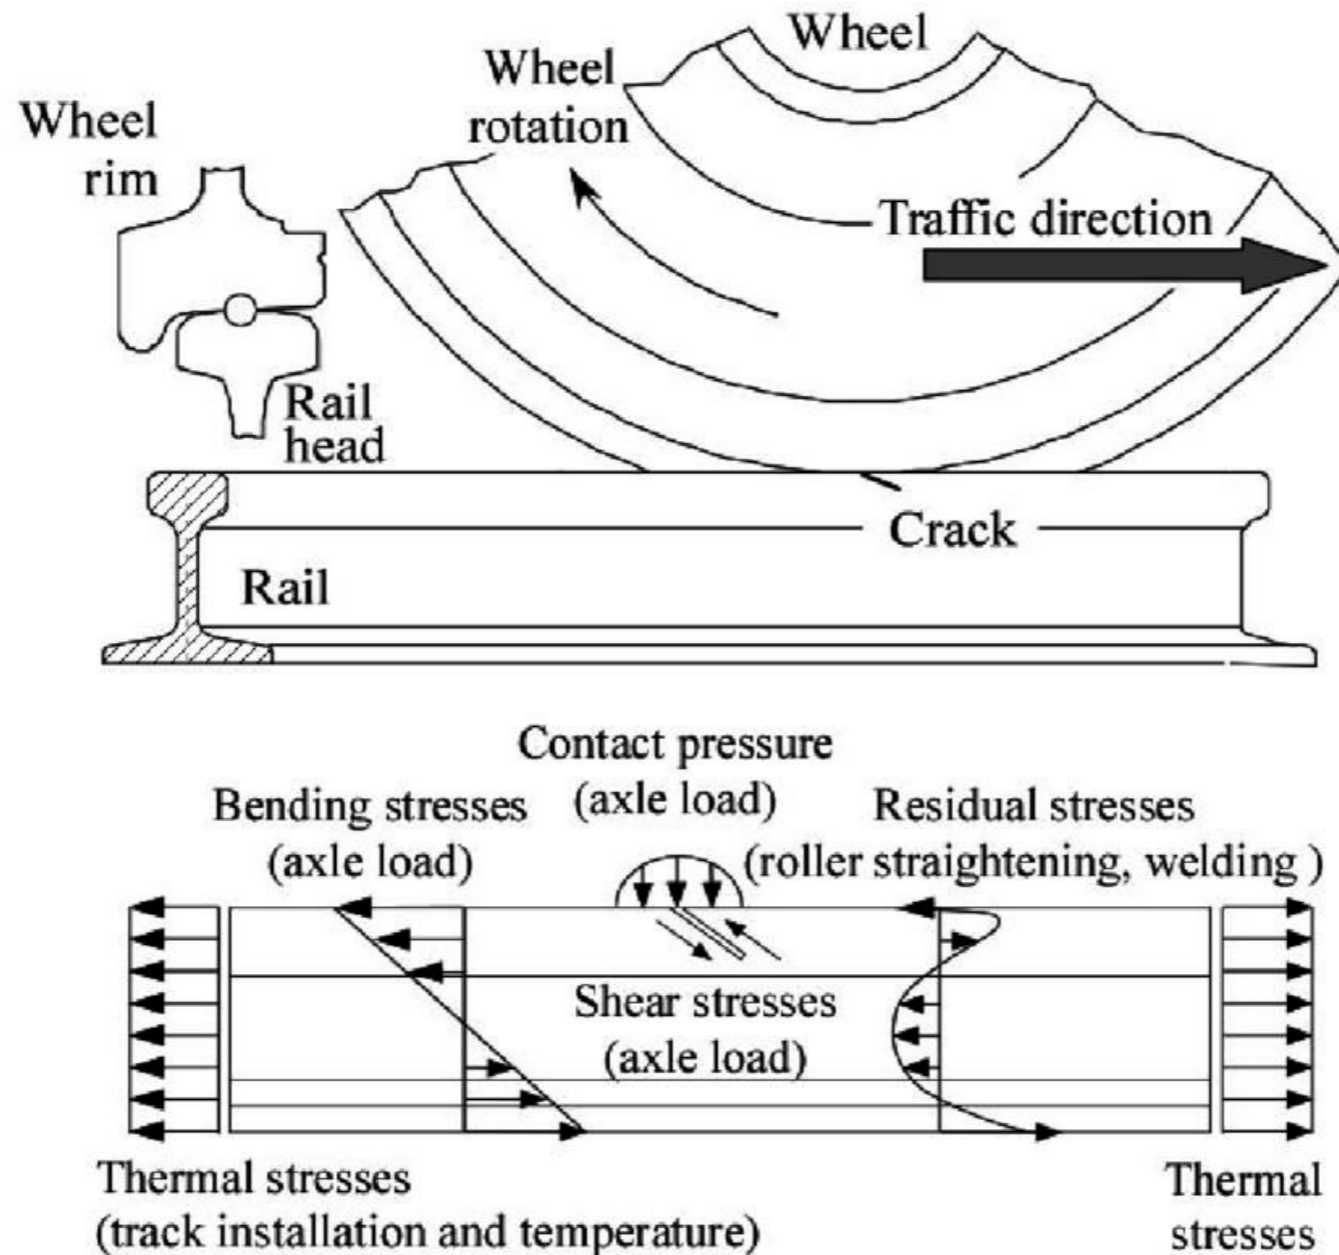 Wheel
Wheel
rotation
Wheel
rim
Traffic direction
Rail
head
Crack
Rail
Contact pressure
(axle load)
Bending stresses
(axle load)
Residual stresses
(roller straightening, welding )
Shear stresses
(axle load)
Thermal stresses
(track installation and temperature)
Thermal
stresses